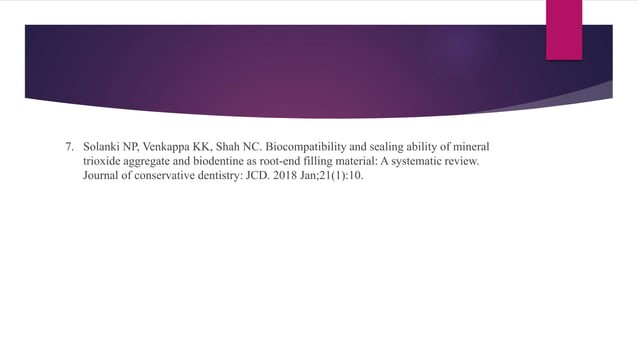 7. Solanki NP, Venkappa KK, Shah NC. Biocompatibility and sealing ability of mineral
trioxide aggregate and biodentine as root-end filling material: A systematic review.
Journal of conservative dentistry: JCD. 2018 Jan;21(1):10.